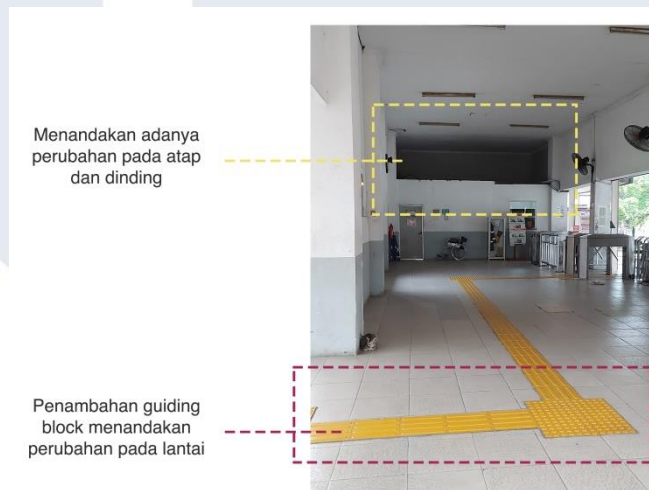 Menandakan adanya
perubahan pada atap
dan dinding
Penambahan guiding
block menandakan
perubahan pada lantai